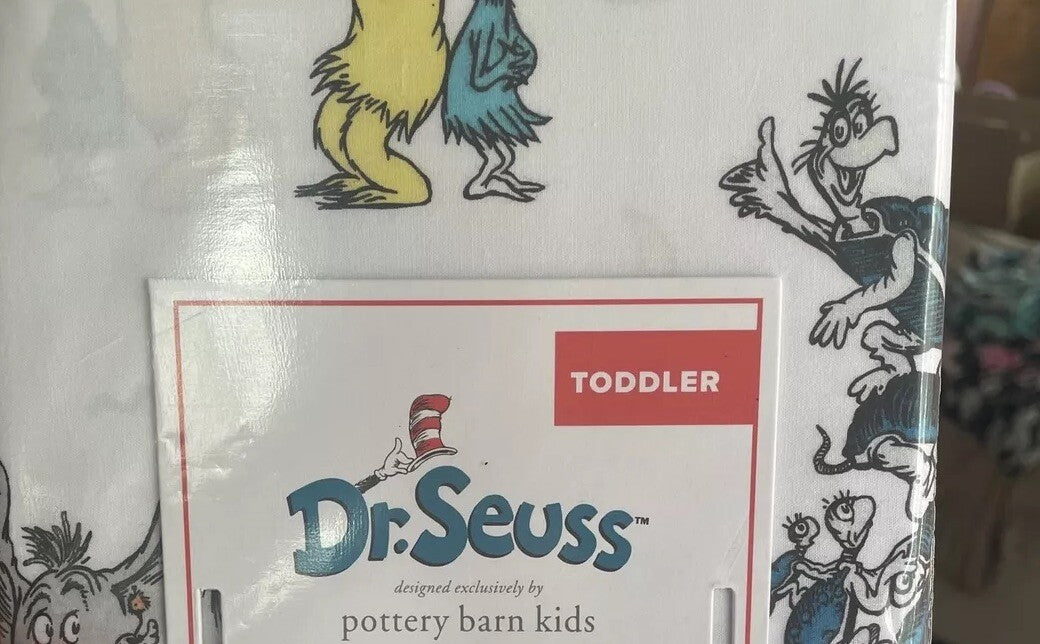 TODDLER
Dr. Seuss™
designed exclusively by
pottery barn kids